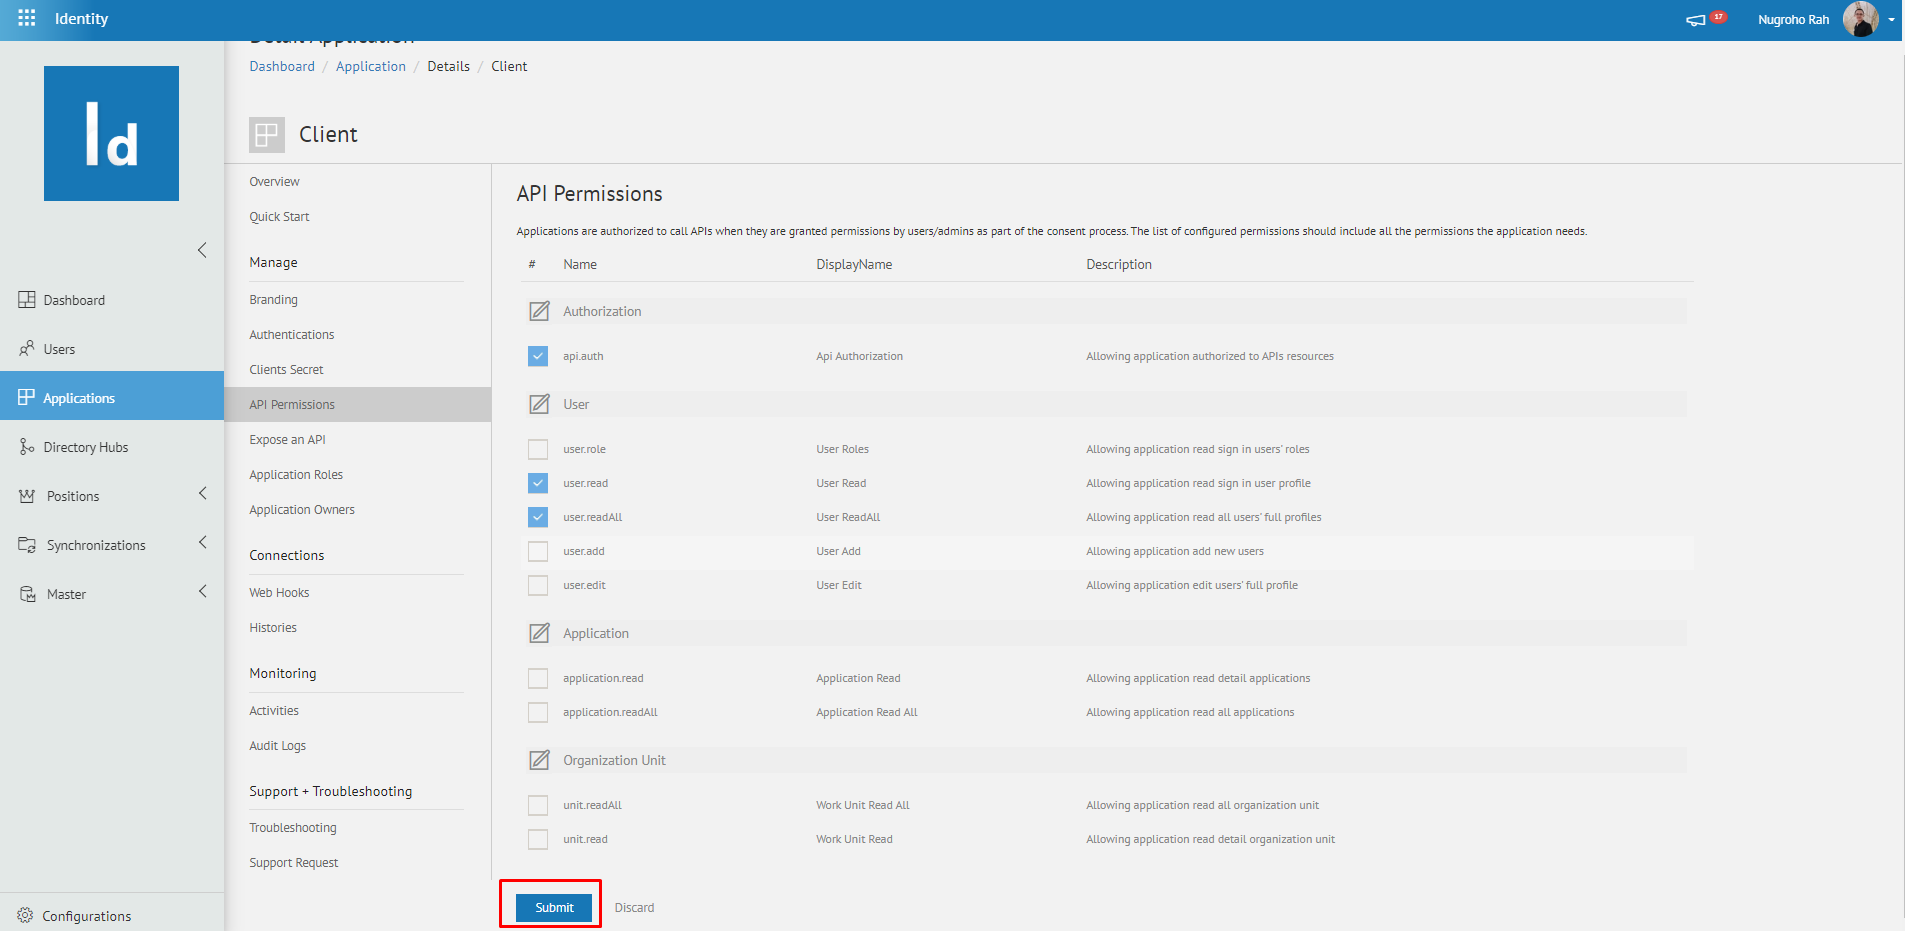 Identity
17
Nugroho Rah
Detail Application
Dashboard / Application / Details / Client
Id
Client
Dashboard
Users
Applications
Directory Hubs
Positions
Synchronizations
Master
Configurations
Overview
Quick Start
Manage
Branding
Authentications
Clients Secret
API Permissions
Expose an API
Application Roles
Application Owners
Connections
Web Hooks
Histories
Monitoring
Activities
Audit Logs
Support + Troubleshooting
Troubleshooting
Support Request
API Permissions
Applications are authorized to call APIs when they are granted permissions by users/admins as part of the consent process. The list of configured permissions should include all the permissions the application needs.
# Name DisplayName Description
Authorization
api.auth Api Authorization Allowing application authorized to APIs resources
User
user.role User Roles Allowing application read sign in users' roles
user.read User Read Allowing application read sign in user profile
user.readAll User ReadAll Allowing application read all users' full profiles
user.add User Add Allowing application add new users
user.edit User Edit Allowing application edit users' full profile
Application
application.read Application Read Allowing application read detail applications
application.readAll Application Read All Allowing application read all applications
Organization Unit
unit.readAll Work Unit Read All Allowing application read all organization unit
unit.read Work Unit Read Allowing application read detail organization unit
Submit Discard